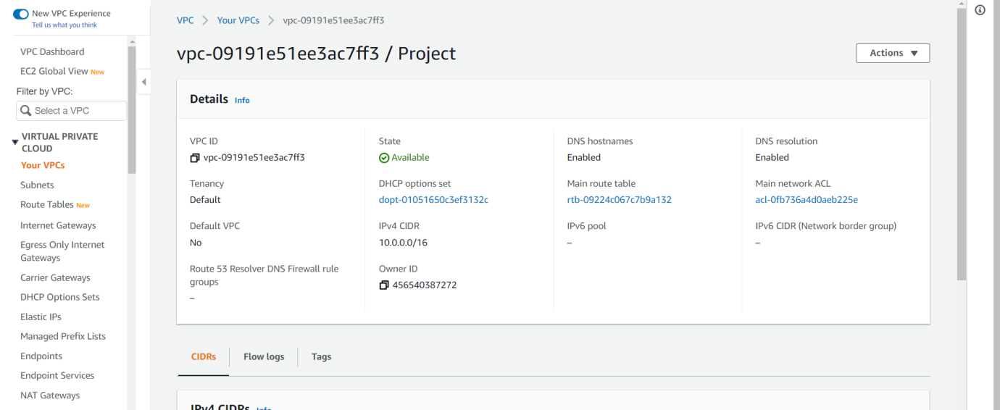 New VPC Experience
Tell us what you think
VPC Dashboard
EC2 Global View New
Filter by VPC:
Select a VPC
VIRTUAL PRIVATE
CLOUD
Your VPCs
Subnets
Route Tables New
Internet Gateways
Egress Only Internet
Gateways
Carrier Gateways
DHCP Options Sets
Elastic IPs
Managed Prefix Lists
Endpoints
Endpoint Services
NAT Gateways
VPC > Your VPCs > vpc-09191e51ee3ac7ff3
vpc-09191e51ee3ac7ff3 / Project
Actions
Details Info
VPC ID
vpc-09191e51ee3ac7ff3
State
Available
DNS hostnames
Enabled
DNS resolution
Enabled
Tenancy
Default
DHCP options set
dopt-01051650c3ef3132c
Main route table
rtb-09224c067c7b9a132
Main network ACL
acl-0fb736a4d0aeb225e
Default VPC
No
IPv4 CIDR
10.0.0.0/16
IPv6 pool
–
IPv6 CIDR (Network border group)
–
Route 53 Resolver DNS Firewall rule
groups
–
Owner ID
456540387272
CIDRs
Flow logs
Tags
IPv4 CIDRs Info